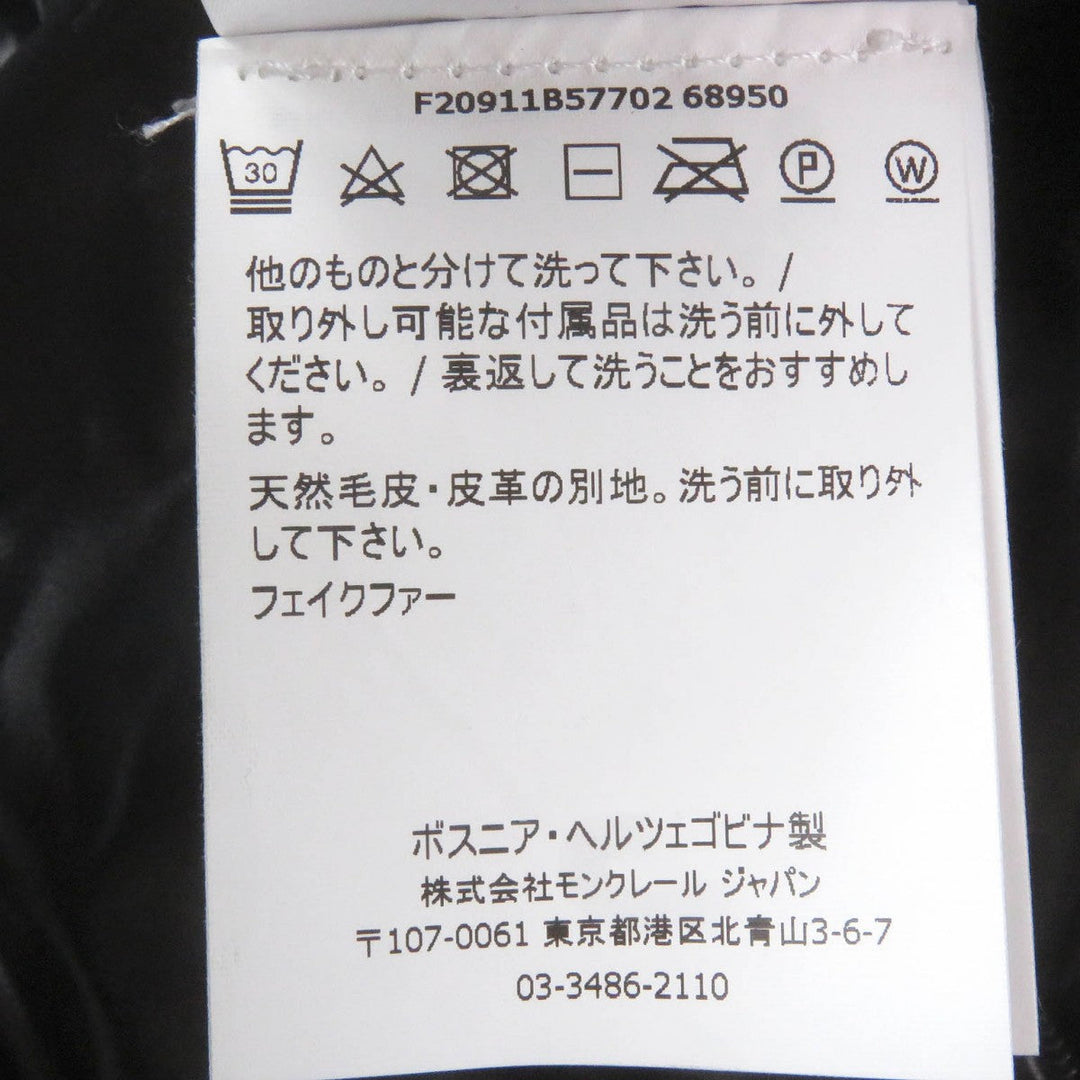 F20911B57702 68950
30 P W
他のものと分けて洗って下さい。/
取り外し可能な付属品は洗う前に外して
ください。/ 裏返して洗うことをおすすめし
ます。
天然毛皮・皮革の別地。洗う前に取り外
して下さい。
フェイクファー
ボスニア・ヘルツェゴビナ製
株式会社モンクレール ジャパン
〒107-0061 東京都港区北青山3-6-7
03-3486-2110